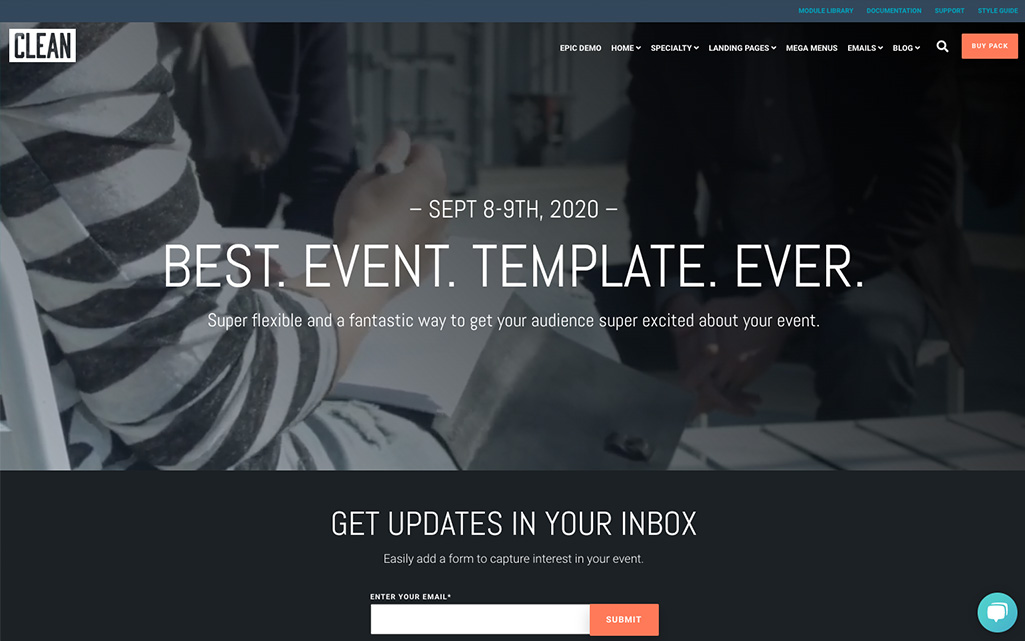 MODULE LIBRARY DOCUMENTATION SUPPORT STYLE GUIDE
CLEAN
EPIC DEMO HOME SPECIALTY LANDING PAGES MEGA MENUS EMAILS BLOG BUY PACK
– SEPT 8-9TH, 2020 –
BEST. EVENT. TEMPLATE. EVER.
Super flexible and a fantastic way to get your audience super excited about your event.
GET UPDATES IN YOUR INBOX
Easily add a form to capture interest in your event.
ENTER YOUR EMAIL*
SUBMIT